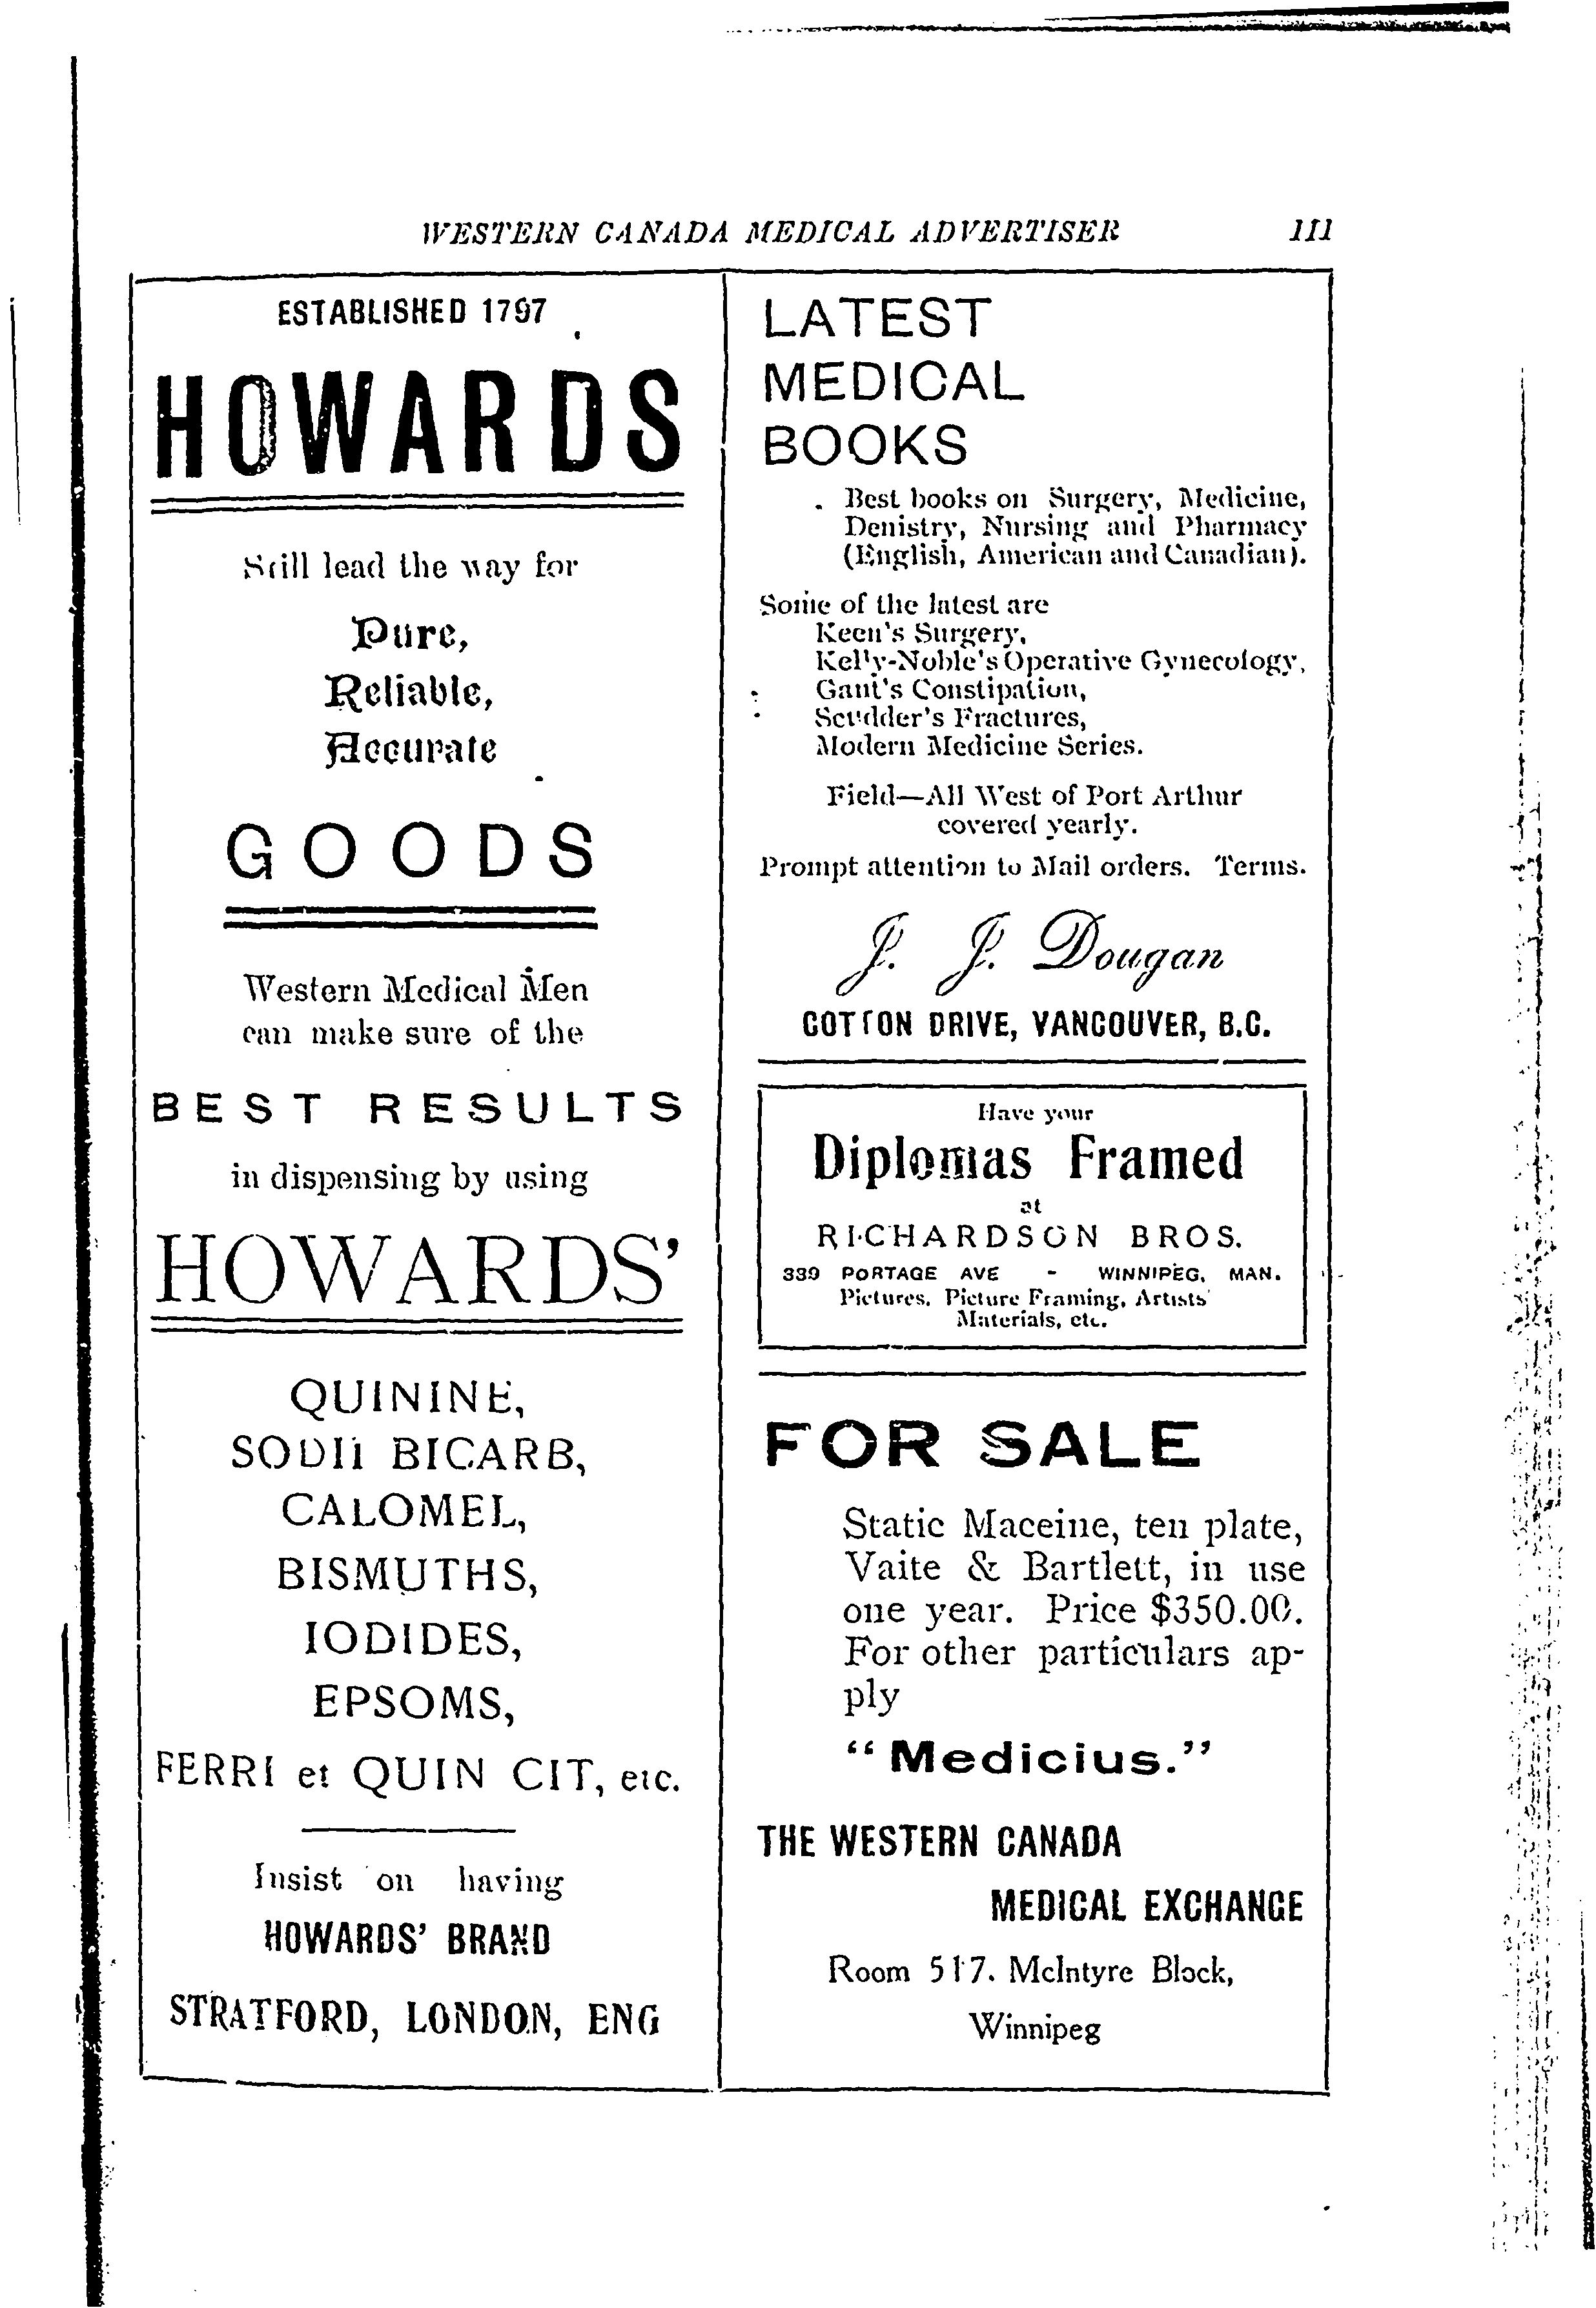 WESTERN CANADA MEDICAL ADVERTISER 111
ESTABLISHED 1797
HOWARDS
Still lead the way for
Pure,
Reliable,
Accurate
GOODS
Western Medical Men
can make sure of the
BEST RESULTS
in dispensing by using
HOWARDS'
QUININE,
SODII BICARB,
CALOMEL,
BISMUTHS,
IODIDES,
EPSOMS,
FERRI et QUIN CIT, etc.
Insist on having
HOWARDS' BRAND
STRATFORD, LONDON, ENG
LATEST
MEDICAL
BOOKS
Best books on Surgery, Medicine,
Denistry, Nursing and Pharmacy
(English, American and Canadian).
Some of the latest are
Keen's Surgery,
Kelly-Noble's Operative Gynecology,
Gant's Constipation,
Scudder's Fractures,
Modern Medicine Series.
Field—All West of Port Arthur
covered yearly.
Prompt attention to Mail orders. Terms.
J. J. Dougan
COTTON DRIVE, VANCOUVER, B.C.
Have your
Diplomas Framed
at
RICHARDSON BROS.
339 PORTAGE AVE - WINNIPEG, MAN.
Pictures, Picture Framing, Artists'
Materials, etc.
FOR SALE
Static Maceine, ten plate,
Vaite & Bartlett, in use
one year. Price $350.00.
For other particulars ap-
ply
"Medicius."
THE WESTERN CANADA
MEDICAL EXCHANGE
Room 517. McIntyre Block,
Winnipeg